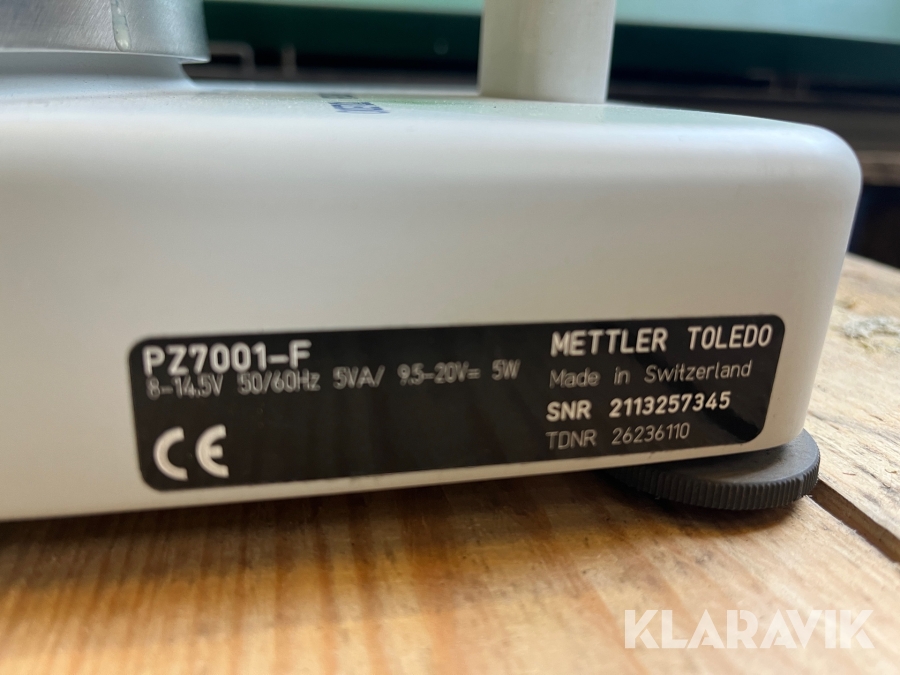 PZ7001-F
8-14.5V 50/60Hz 5VA/ 9.5-20V= 5W
METTLER TOLEDO
Made in Switzerland
SNR 2113257345
TDNR 26236110
CE
KLARAVIK